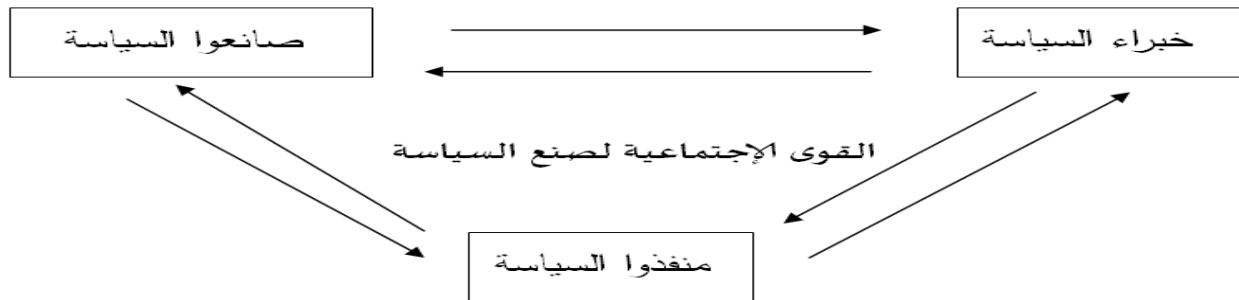 خبراء السياسة
صانعوا السياسة
القوى الإجتماعية لصنع السياسة
منفذوا السياسة